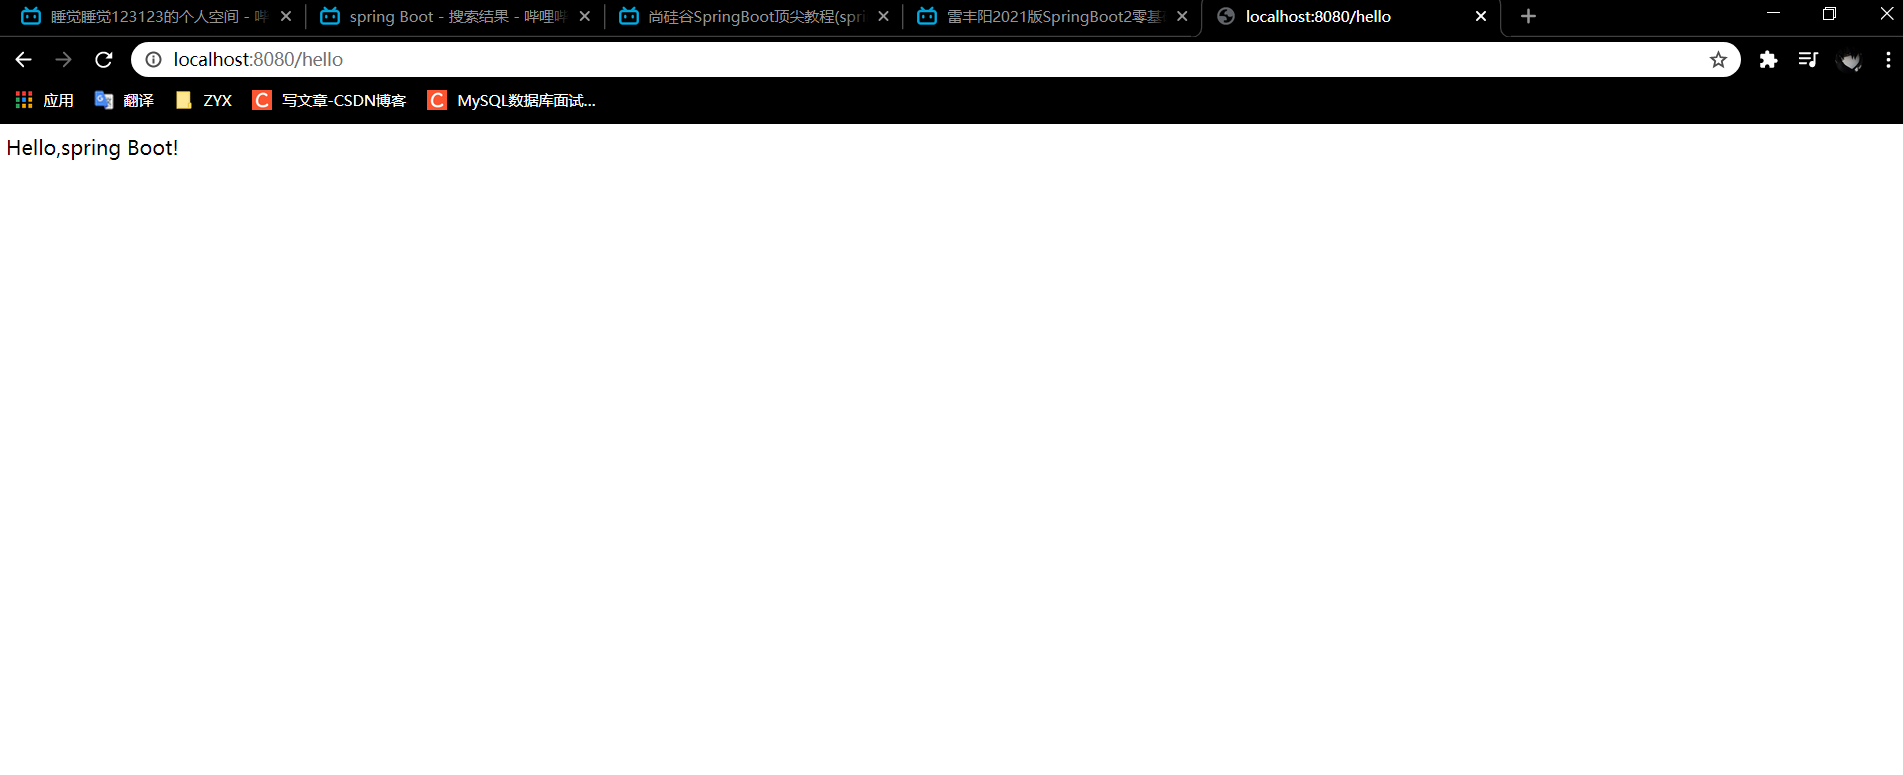 睡觉睡觉123123的个人空间 - 哔
spring Boot - 搜索结果 - 哔哩哔
尚硅谷SpringBoot顶尖教程(spri
雷丰阳2021版SpringBoot2零基
localhost:8080/hello
localhost:8080/hello
应用
翻译
ZYX
写文章-CSDN博客
MySQL数据库面试...
Hello,spring Boot!